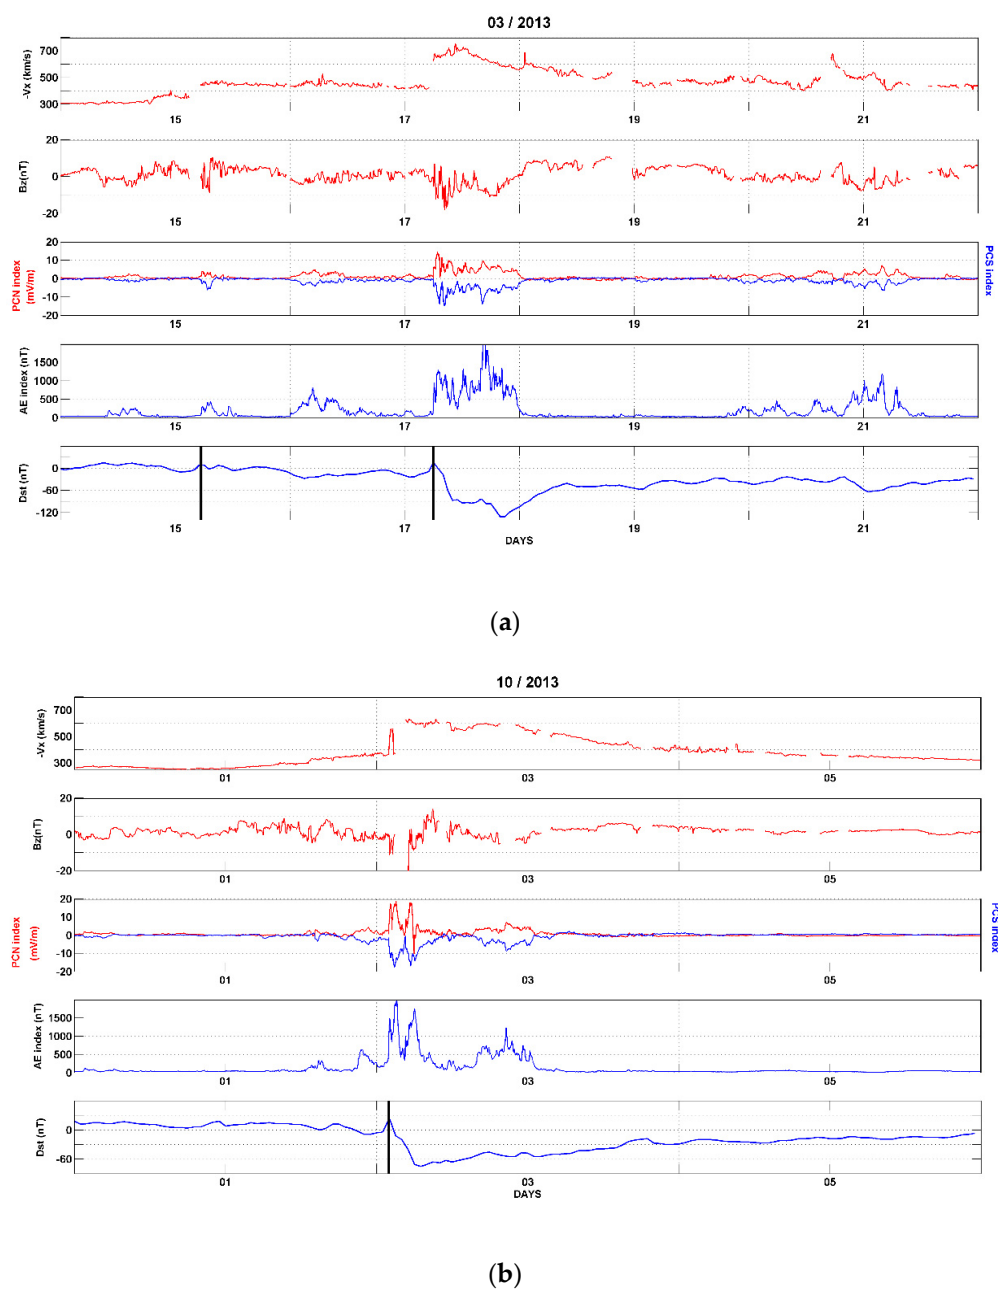 03 / 2013
-Vx (km/s)
700
500
300
15 17 19 21
Bz(nT)
20
0
-20
15 17 19 21
PCN index
(mV/m)
PCS index
20
10
0
-10
-20
15 17 19 21
AE index (nT)
1500
1000
500
0
15 17 19 21
Dst (nT)
0
-60
-120
15 17 19 21
DAYS
(a)
10 / 2013
-Vx (km/s)
700
500
300
01 03 05
Bz(nT)
20
0
-20
01 03 05
PCN index
(mV/m)
PCS index
20
10
0
-10
-20
01 03 05
AE index (nT)
1500
1000
500
0
01 03 05
Dst (nT)
0
-60
01 03 05
DAYS
(b)